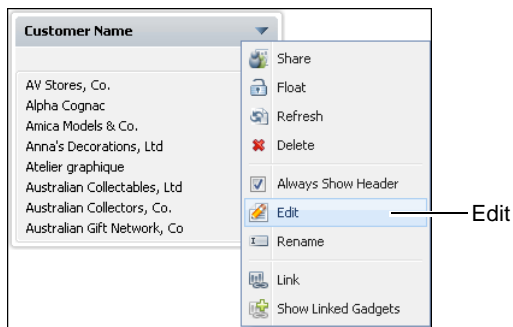 Customer Name
AV Stores, Co.
Alpha Cognac
Amica Models & Co.
Anna's Decorations, Ltd
Atelier graphique
Australian Collectables, Ltd
Australian Collectors, Co.
Australian Gift Network, Co
Share
Float
Refresh
Delete
Always Show Header
Edit
Rename
Link
Show Linked Gadgets
Edit